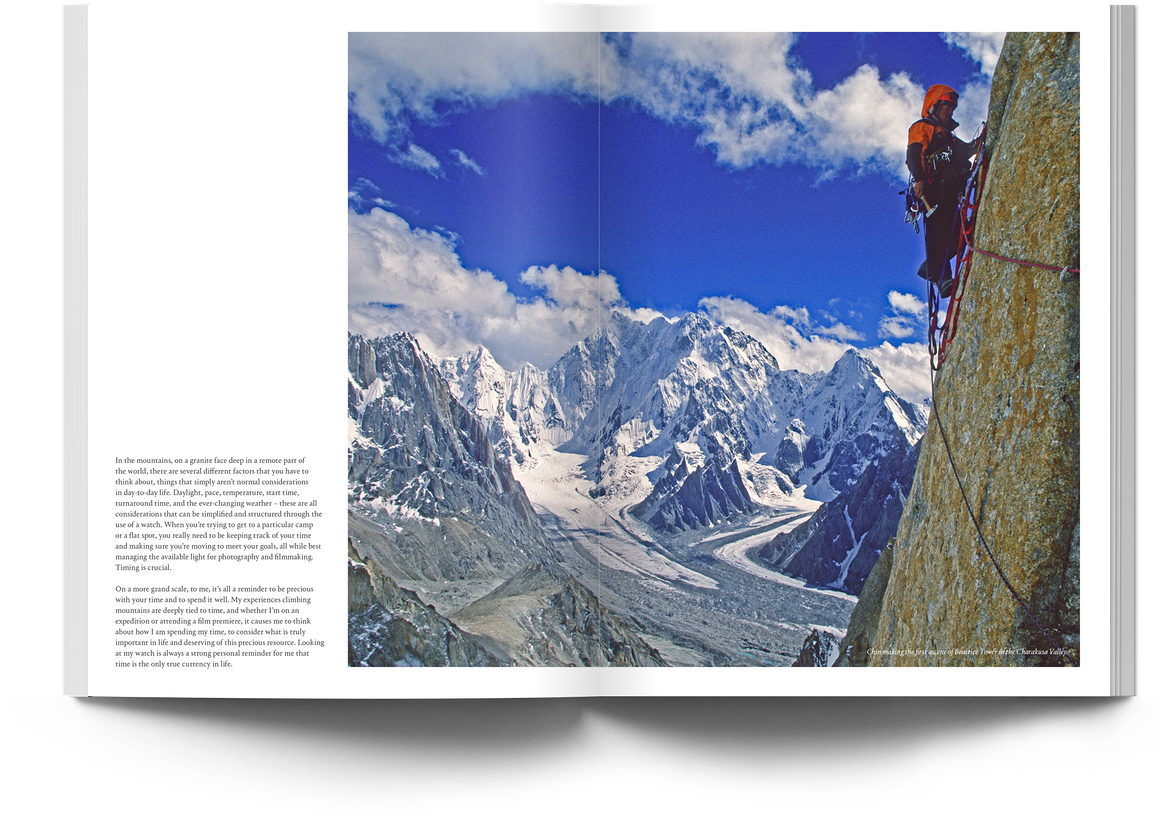 In the mountains, on a granite face deep in a remote part of
the world, there are several different factors that you have to
think about, things that simply aren't normal considerations
in day-to-day life. Daylight, pace, temperature, start time,
turnaround time, and the ever-changing weather – these are all
considerations that can be simplified and structured through the
use of a watch. When you're trying to get to a particular camp
or a flat spot, you really need to be keeping track of your time
and making sure you're moving to meet your goals, all while best
managing the available light for photography and filmmaking.
Timing is crucial.
On a more grand scale, to me, it's all a reminder to be precious
with your time and to spend it well. My experiences climbing
mountains are deeply tied to time, and whether I'm on an
expedition or attending a film premiere, it causes me to think
about how I am spending my time, to consider what is truly
important in life and deserving of this precious resource. Looking
at my watch is always a strong personal reminder for me that
time is the only true currency in life.
Chin making the first ascent of Beatrice Tower in the Charakusa Valley.